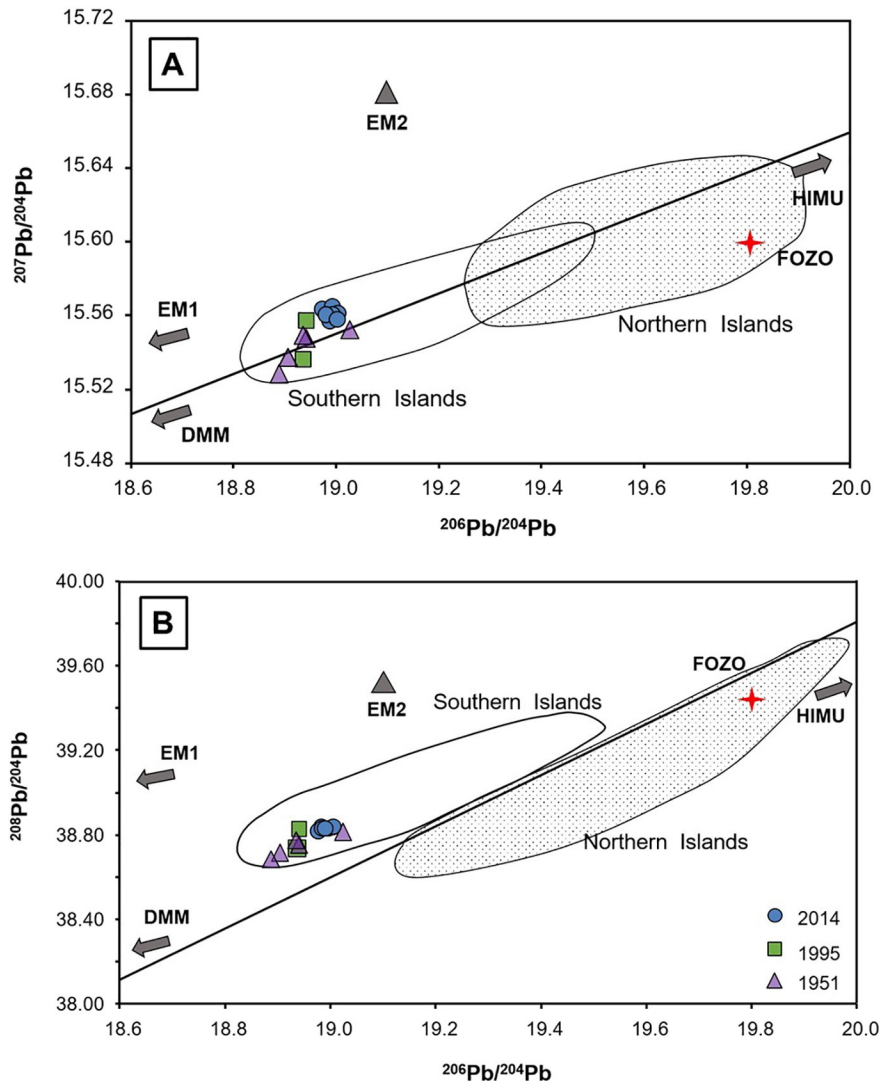 A
15.72
15.68
15.64
15.60
15.56
15.52
15.48
²⁰⁷Pb/²⁰⁴Pb
EM2
HIMU
FOZO
EM1
Northern Islands
Southern Islands
DMM
18.6 18.8 19.0 19.2 19.4 19.6 19.8 20.0
²⁰⁶Pb/²⁰⁴Pb
B
40.00
39.60
39.20
38.80
38.40
38.00
²⁰⁸Pb/²⁰⁴Pb
FOZO
Southern Islands
EM2
HIMU
EM1
Northern Islands
DMM
2014
1995
1951
18.6 18.8 19.0 19.2 19.4 19.6 19.8 20.0
²⁰⁶Pb/²⁰⁴Pb